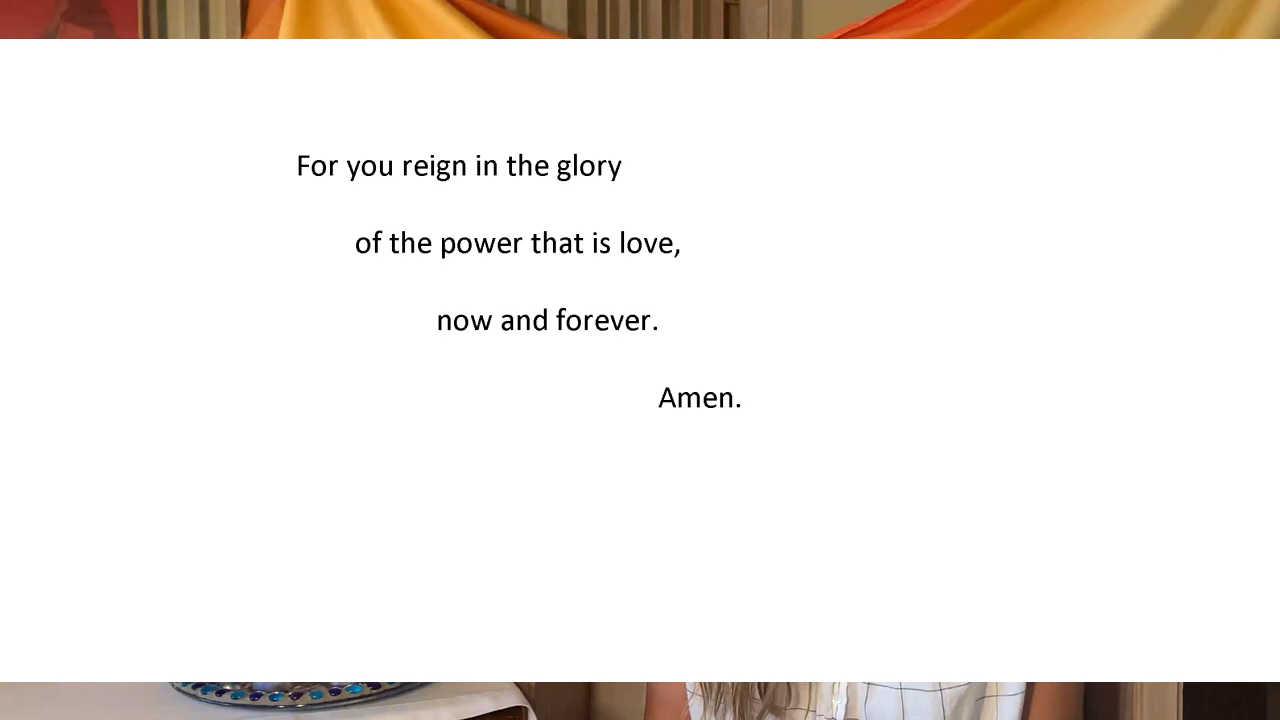 For you reign in the glory
of the power that is love,
now and forever.
Amen.